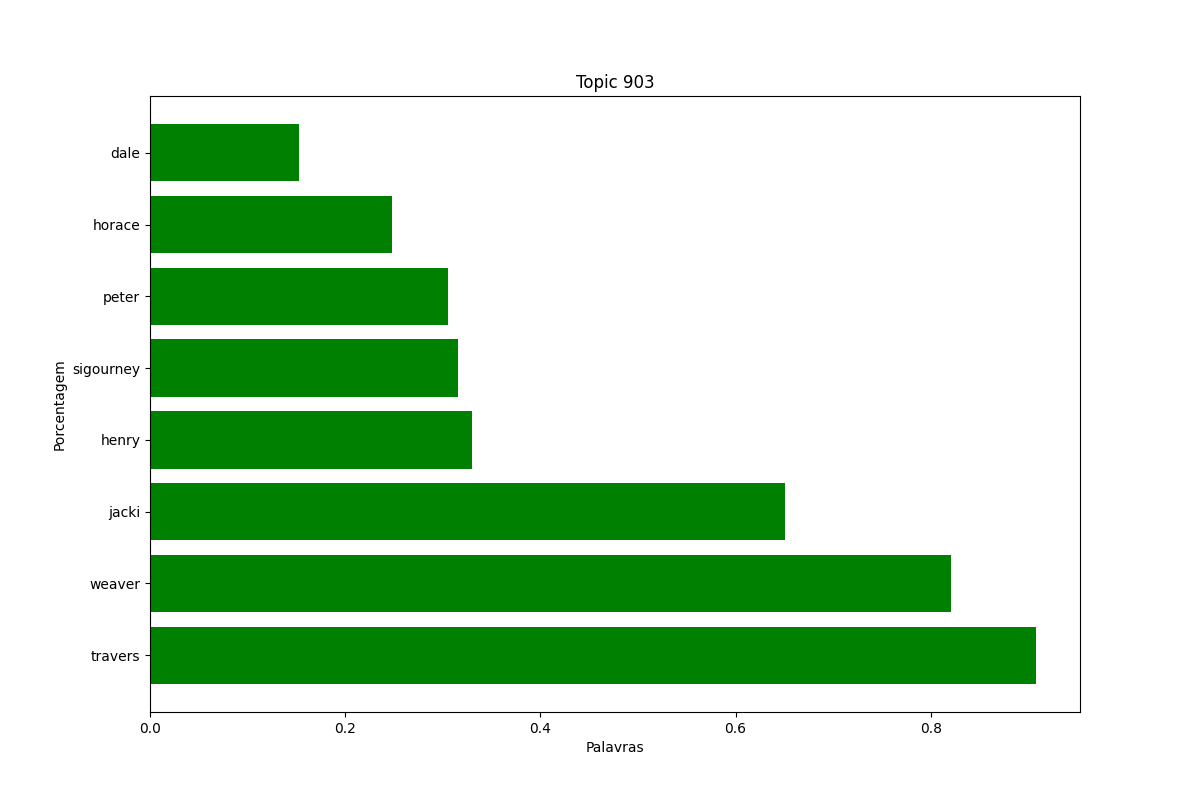 Topic 903
dale
horace
peter
sigourney
henry
jacki
weaver
travers
Porcentagem
0.0 0.2 0.4 0.6 0.8
Palavras